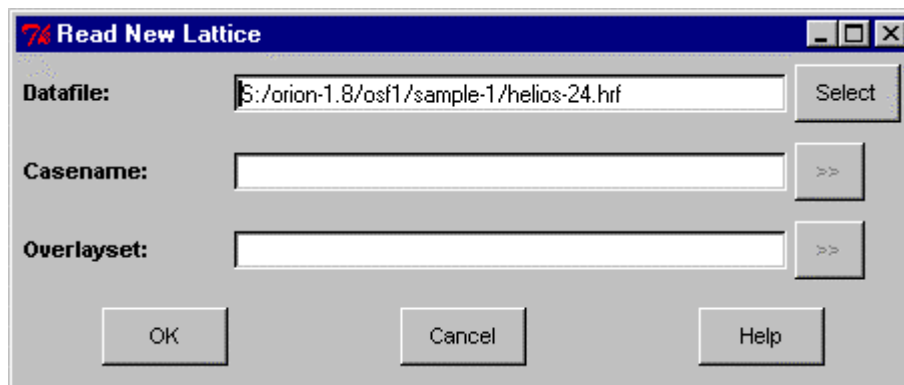 7k Read New Lattice
Datafile: S:/orion-1.8/osf1/sample-1/helios-24.hrf Select
Casename: >>
Overlayset: >>
OK Cancel Help